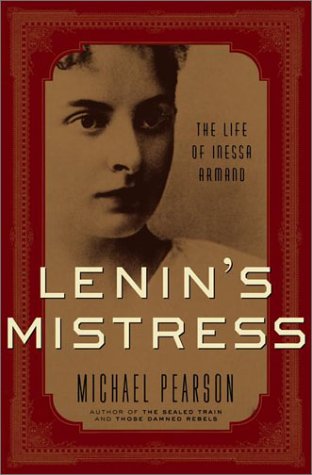 THE LIFE
OF INESSA
ARMAND
LENIN'S
MISTRESS
MICHAEL PEARSON
AUTHOR OF THE SEALED TRAIN
AND THOSE DAMNED REBELS